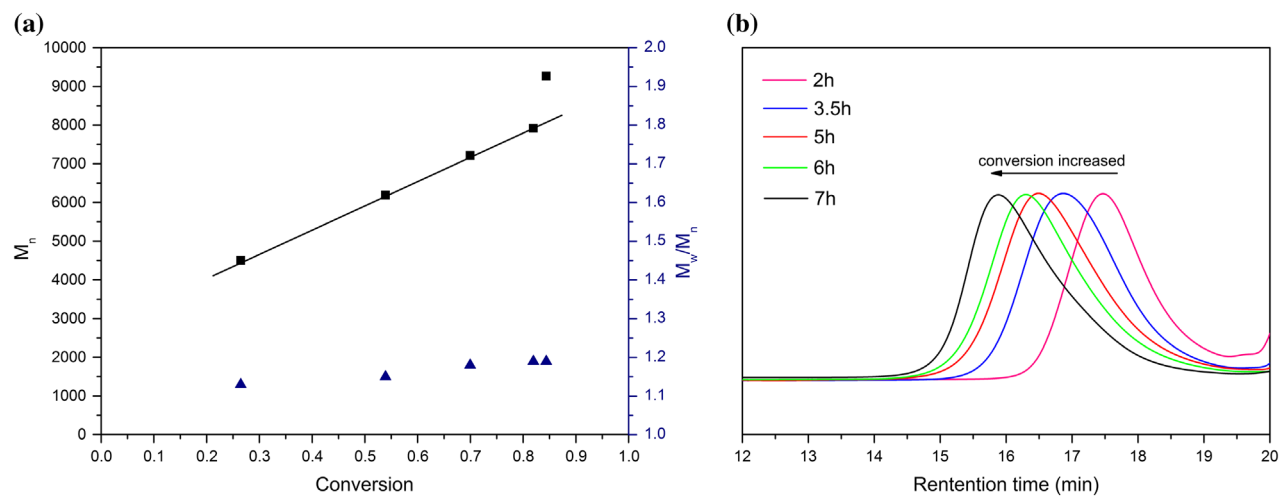 (a)
10000
9000
8000
7000
6000
5000
4000
3000
2000
1000
0
Mn
0.0 0.1 0.2 0.3 0.4 0.5 0.6 0.7 0.8 0.9 1.0
Conversion
2.0
1.9
1.8
1.7
1.6
1.5
1.4
1.3
1.2
1.1
1.0
Mw/Mn
(b)
2h
3.5h
5h
6h
7h
conversion increased
12 13 14 15 16 17 18 19 20
Rentention time (min)